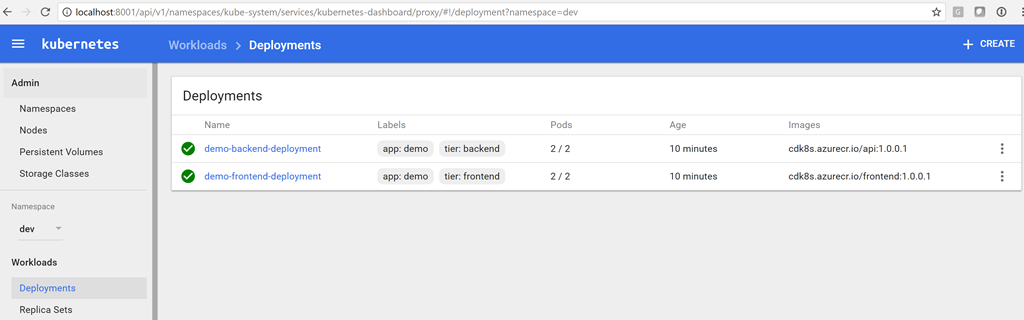 localhost:8001/api/v1/namespaces/kube-system/services/kubernetes-dashboard/proxy/#!/deployment?namespace=dev
kubernetes
Workloads > Deployments
+ CREATE
Admin
Namespaces
Nodes
Persistent Volumes
Storage Classes
Namespace
dev
Workloads
Deployments
Replica Sets
Deployments
Name Labels Pods Age Images
demo-backend-deployment app: demo tier: backend 2 / 2 10 minutes cdk8s.azurecr.io/api:1.0.0.1
demo-frontend-deployment app: demo tier: frontend 2 / 2 10 minutes cdk8s.azurecr.io/frontend:1.0.0.1